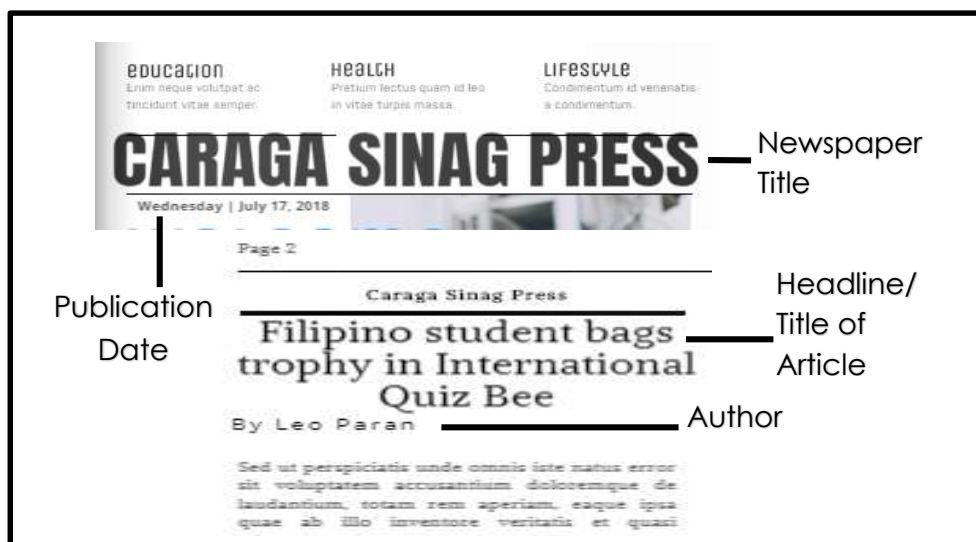 EDUCATION
Enim neque volutpat ac
tincidunt vitae semper.
HEALTH
Pretium lectus quam id leo
in vitae turpis massa.
LIFESTYLE
Condimentum id venenatis
a condimentum.
CARAGA SINAG PRESS
Newspaper
Title
Wednesday | July 17, 2018
Publication
Date
Page 2
Caraga Sinag Press
Filipino student bags
trophy in International
Quiz Bee
Headline/
Title of
Article
By Leo Paran
Author
Sed ut perspiciatis unde omnis iste natus error
sit voluptatem accusantium doloremque de
laudantium, totam rem aperiam, eaque ipsa
quae ab illo inventore veritatis et quasi